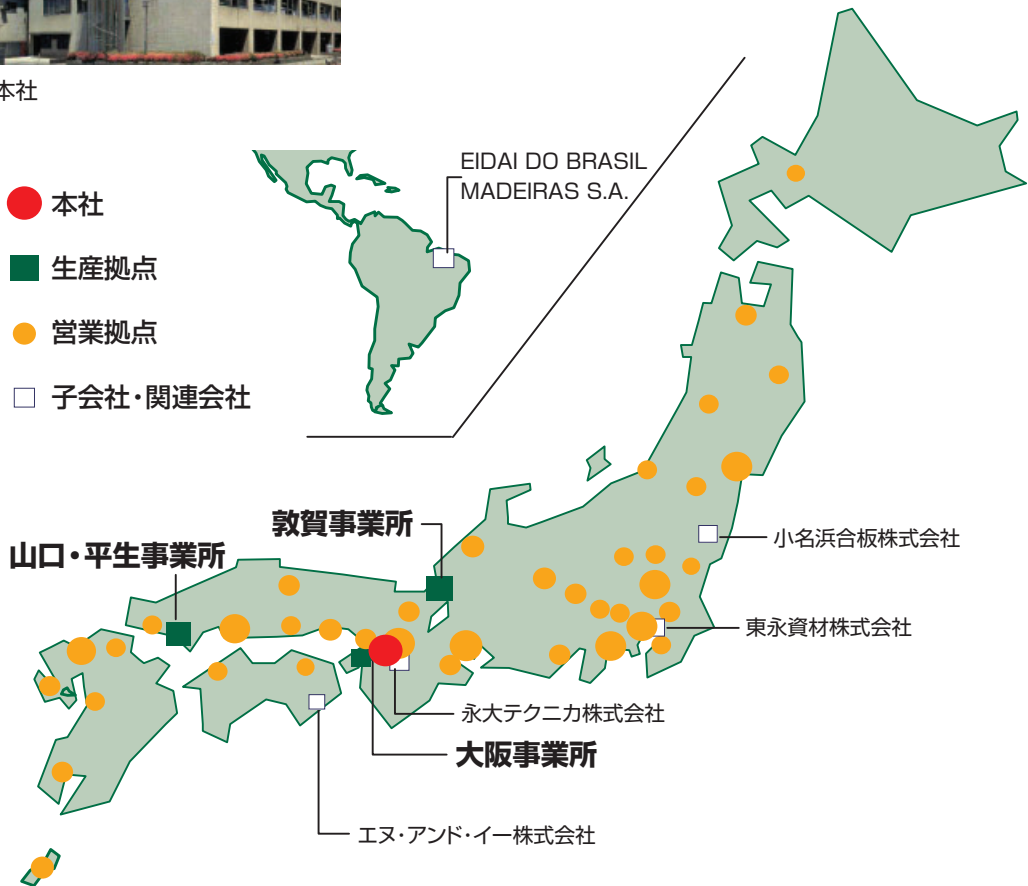 本社
EIDAI DO BRASIL
MADEIRAS S.A.
本社
生産拠点
営業拠点
子会社・関連会社
敦賀事業所
山口・平生事業所
小名浜合板株式会社
東永資材株式会社
永大テクニカ株式会社
大阪事業所
エヌ・アンド・イー株式会社